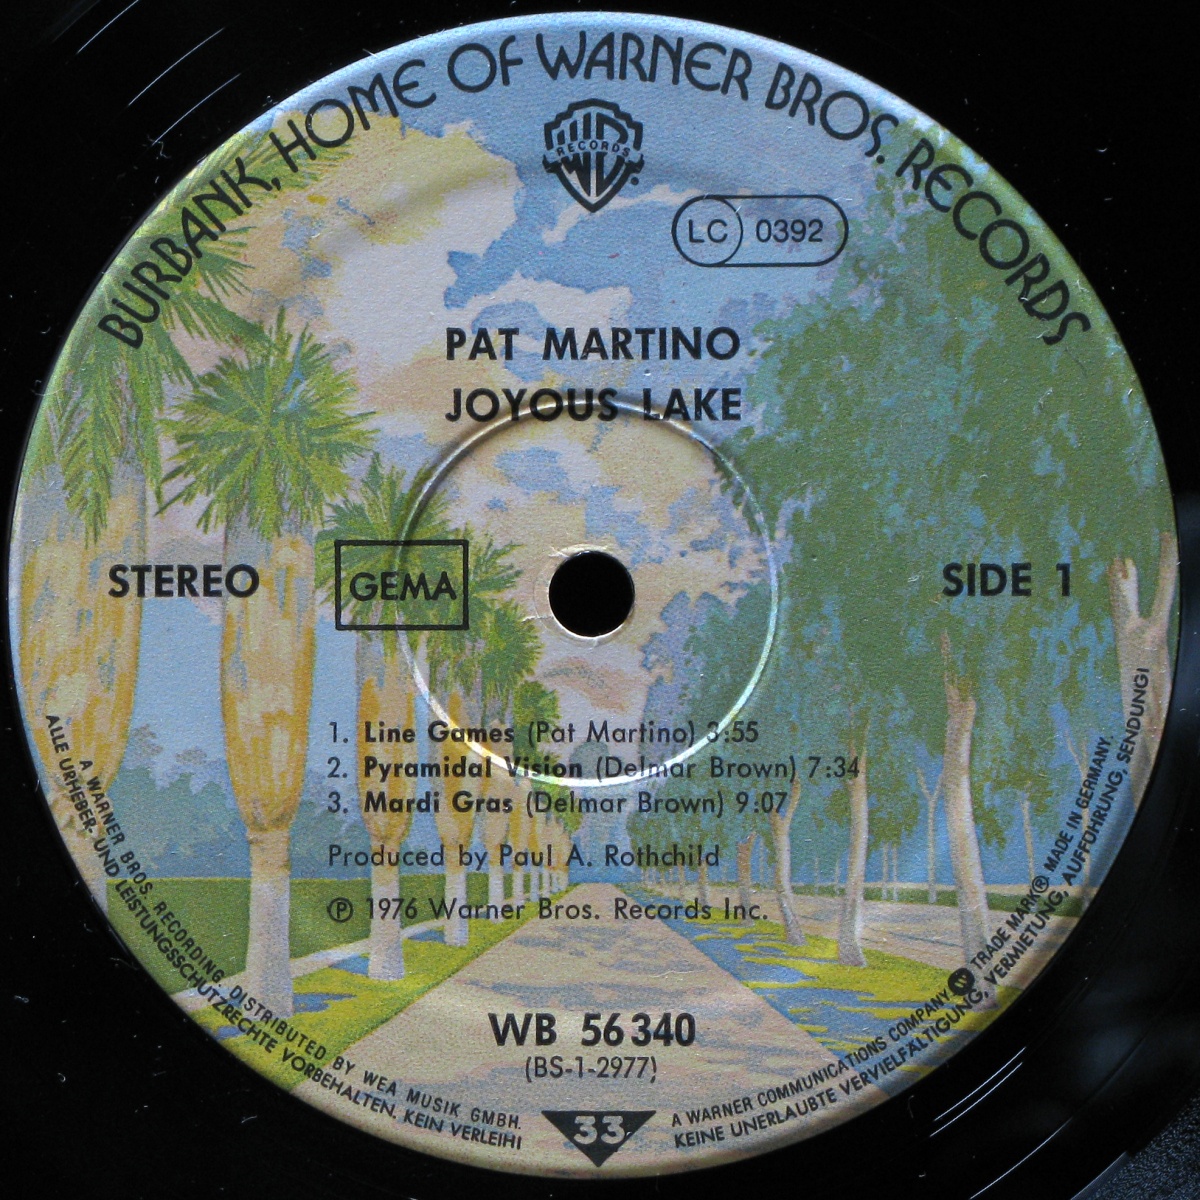 BURBANK, HOME OF WARNER BROS. RECORDS
WB
RECORDS
LC 0392
PAT MARTINO
JOYOUS LAKE
STEREO
GEMA
SIDE 1
1. Line Games (Pat Martino) 3:55
2. Pyramidal Vision (Delmar Brown) 7:34
3. Mardi Gras (Delmar Brown) 9:07
Produced by Paul A. Rothchild
℗ 1976 Warner Bros. Records Inc.
WB 56 340
(BS-1-2977)
33
A WARNER BROS. RECORDING. DISTRIBUTED BY WEA MUSIK GMBH.
A WARNER COMMUNICATIONS COMPANY W TRADE MARK® MADE IN GERMANY.
ALLE URHEBER- UND LEISTUNGSSCHUTZRECHTE VORBEHALTEN. KEIN VERLEIH!
KEINE UNERLAUBTE VERVIELFÄLTIGUNG, VERMIETUNG, AUFFÜHRUNG, SENDUNG!